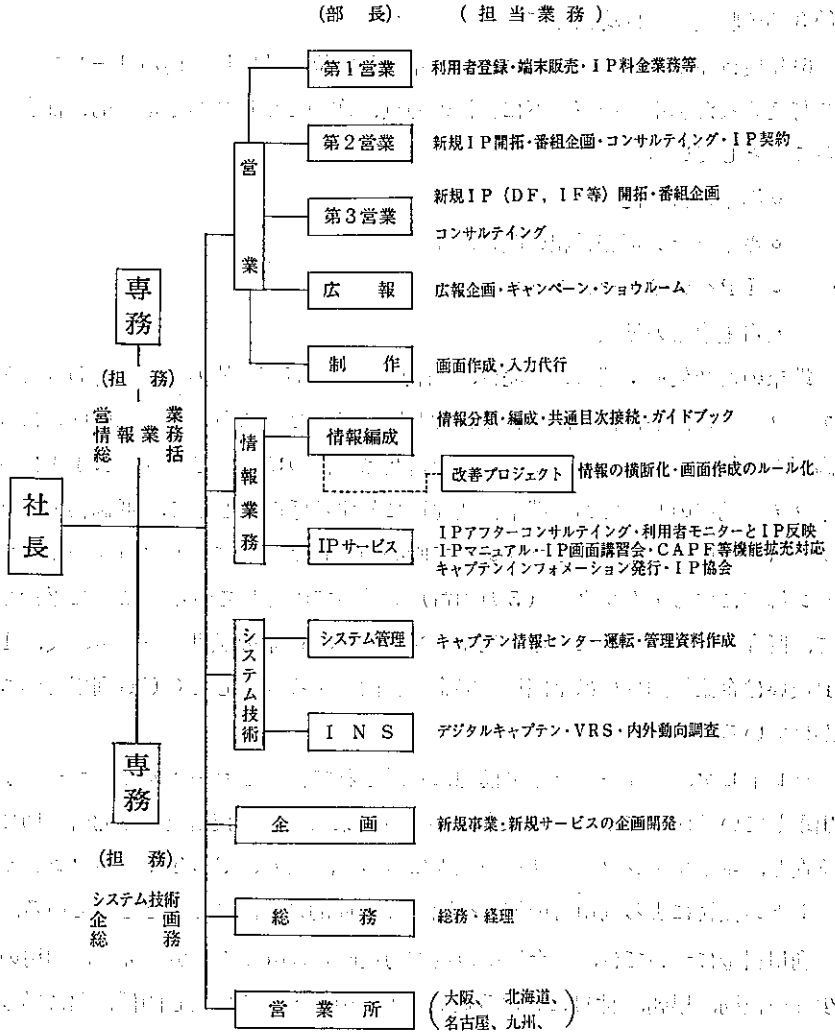 (部 長) (担当業務)
第1営業 利用者登録・端末販売・IP料金業務等
第2営業 新規IP開拓・番組企画・コンサルテイング・IP契約
営業
第3営業 新規IP(DF, IF等)開拓・番組企画
コンサルテイング
広報 広報企画・キャンペーン・ショウルーム
制作 画面作成・入力代行
専務
(担務)
営業
情報業務
総括
情報業務
情報編成 情報分類・編成・共通目次接続・ガイドブック
改善プロジェクト 情報の横断化・画面作成のルール化
社長
IPサービス IPアフターコンサルテイング・利用者モニターとIP反映
IPマニュアル・IP画面講習会・CAPF等機能拡充対応
キャプテンインフォメーション発行・IP協会
システム技術
システム管理 キャプテン情報センター運転・管理資料作成
INS デジタルキャプテン・VRS・内外動向調査
専務
(担務)
システム技術
企画
総務
企画 新規事業・新規サービスの企画開発
総務 総務・経理
営業所 (大阪、北海道、
名古屋、九州、)